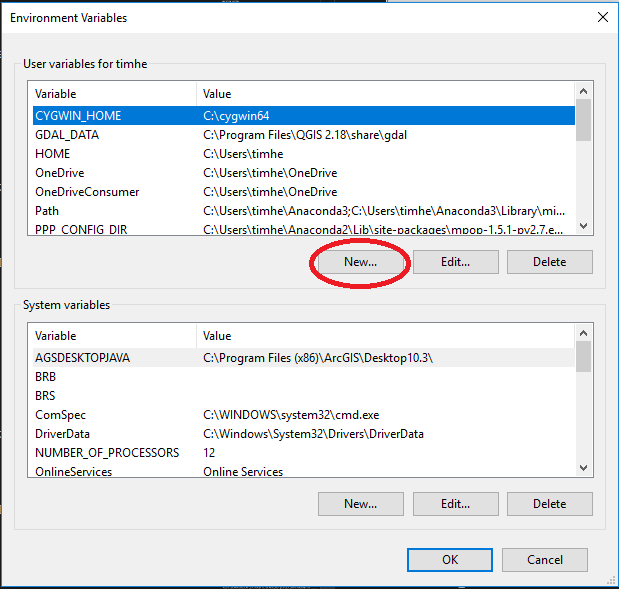 Environment Variables
User variables for timhe
Variable Value
CYGWIN_HOME C:\cygwin64
GDAL_DATA C:\Program Files\QGIS 2.18\share\gdal
HOME C:\Users\timhe
OneDrive C:\Users\timhe\OneDrive
OneDriveConsumer C:\Users\timhe\OneDrive
Path C:\Users\timhe\Anaconda3;C:\Users\timhe\Anaconda3\Library\mi...
PPP_CONFIG_DIR C:\Users\timhe\Anaconda2\Lib\site-packages\mpop-1.5.1-py2.7.e...
New... Edit... Delete
System variables
Variable Value
AGSDESKTOPJAVA C:\Program Files (x86)\ArcGIS\Desktop10.3\
BRB
BRS
ComSpec C:\WINDOWS\system32\cmd.exe
DriverData C:\Windows\System32\Drivers\DriverData
NUMBER_OF_PROCESSORS 12
OnlineServices Online Services
New... Edit... Delete
OK Cancel